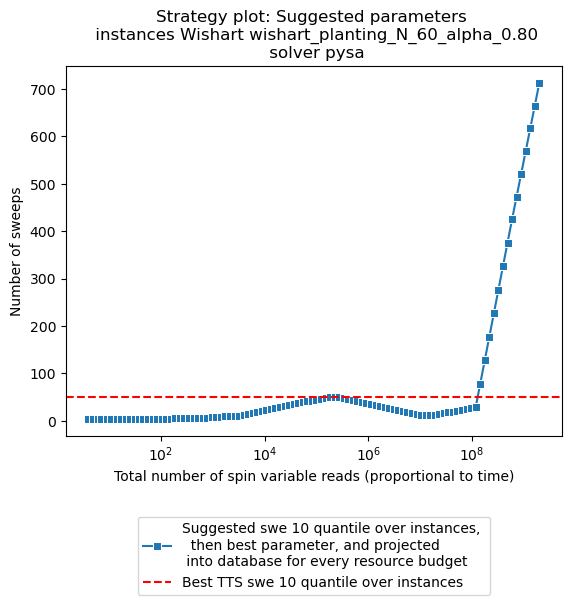 Strategy plot: Suggested parameters
instances Wishart wishart_planting_N_60_alpha_0.80
solver pysa
Number of sweeps
700
600
500
400
300
200
100
0
10^2
10^4
10^6
10^8
Total number of spin variable reads (proportional to time)
Suggested swe 10 quantile over instances,
then best parameter, and projected
into database for every resource budget
Best TTS swe 10 quantile over instances